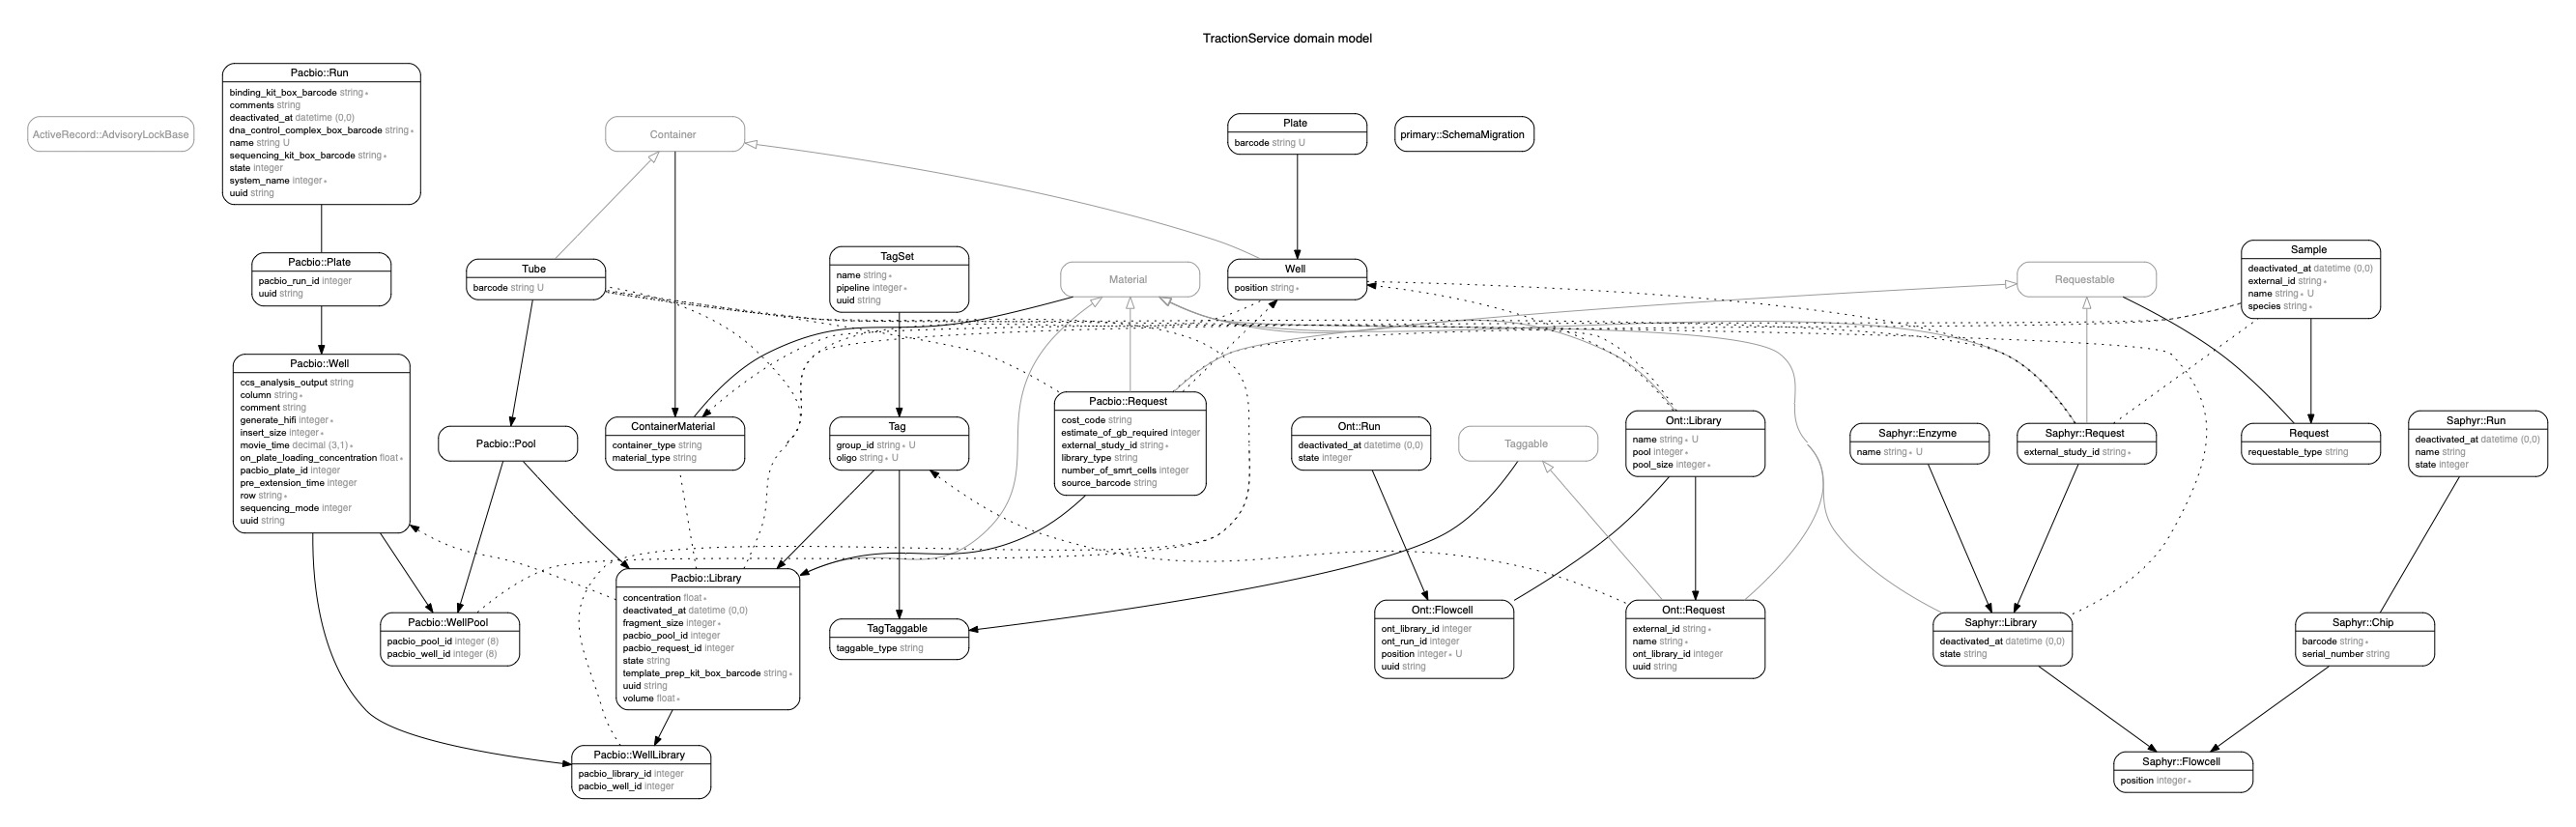 TractionService domain model
ActiveRecord::AdvisoryLockBase
Pacbio::Run
binding_kit_box_barcode string ∗
comments string
deactivated_at datetime (0,0)
dna_control_complex_box_barcode string ∗
name string U
sequencing_kit_box_barcode string ∗
state integer
system_name integer ∗
uuid string
Container
Plate
barcode string U
primary::SchemaMigration
Pacbio::Plate
pacbio_run_id integer
uuid string
Tube
barcode string U
TagSet
name string ∗
pipeline integer ∗
uuid string
Material
Well
position string ∗
Requestable
Sample
deactivated_at datetime (0,0)
external_id string ∗
name string ∗ U
species string ∗
Pacbio::Well
ccs_analysis_output string
column string ∗
comment string
generate_hifi integer ∗
insert_size integer ∗
movie_time decimal (3,1) ∗
on_plate_loading_concentration float ∗
pacbio_plate_id integer
pre_extension_time integer
row string ∗
sequencing_mode integer
uuid string
Pacbio::Pool
ContainerMaterial
container_type string
material_type string
Tag
group_id string ∗ U
oligo string ∗ U
Pacbio::Request
cost_code string
estimate_of_gb_required integer
external_study_id string ∗
library_type string
number_of_smrt_cells integer
source_barcode string
Ont::Run
deactivated_at datetime (0,0)
state integer
Taggable
Ont::Library
name string ∗ U
pool integer ∗
pool_size integer ∗
Saphyr::Enzyme
name string ∗ U
Saphyr::Request
external_study_id string ∗
Request
requestable_type string
Saphyr::Run
deactivated_at datetime (0,0)
name string
state integer
Pacbio::WellPool
pacbio_pool_id integer (8)
pacbio_well_id integer (8)
Pacbio::Library
concentration float ∗
deactivated_at datetime (0,0)
fragment_size integer ∗
pacbio_pool_id integer
pacbio_request_id integer
state string
template_prep_kit_box_barcode string ∗
uuid string
volume float ∗
TagTaggable
taggable_type string
Ont::Flowcell
ont_library_id integer
ont_run_id integer
position integer ∗ U
uuid string
Ont::Request
external_id string ∗
name string ∗
ont_library_id integer
uuid string
Saphyr::Library
deactivated_at datetime (0,0)
state string
Saphyr::Chip
barcode string ∗
serial_number string
Pacbio::WellLibrary
pacbio_library_id integer
pacbio_well_id integer
Saphyr::Flowcell
position integer ∗